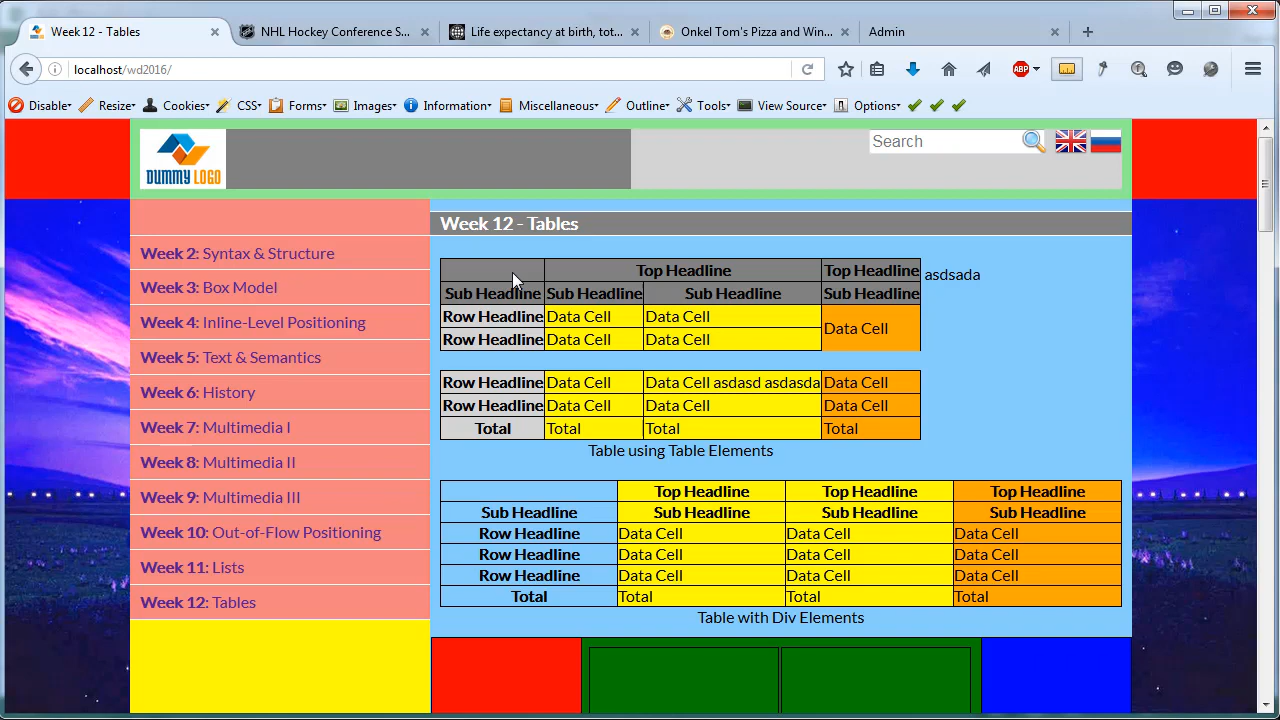 Week 12 - Tables
NHL Hockey Conference S...
Life expectancy at birth, tot...
Onkel Tom's Pizza and Win...
Admin
localhost/wd2016/
ABP
Disable Resize Cookies CSS Forms Images Information Miscellaneous Outline Tools View Source Options
DUMMY LOGO
Search
Week 2: Syntax & Structure
Week 3: Box Model
Week 4: Inline-Level Positioning
Week 5: Text & Semantics
Week 6: History
Week 7: Multimedia I
Week 8: Multimedia II
Week 9: Multimedia III
Week 10: Out-of-Flow Positioning
Week 11: Lists
Week 12: Tables
Week 12 - Tables
Top Headline Top Headline asdsada
Sub Headline Sub Headline Sub Headline Sub Headline
Row Headline Data Cell Data Cell Data Cell
Row Headline Data Cell Data Cell
Row Headline Data Cell Data Cell asdasd asdasda Data Cell
Row Headline Data Cell Data Cell Data Cell
Total Total Total Total
Table using Table Elements
Top Headline Top Headline Top Headline
Sub Headline Sub Headline Sub Headline Sub Headline
Row Headline Data Cell Data Cell Data Cell
Row Headline Data Cell Data Cell Data Cell
Row Headline Data Cell Data Cell Data Cell
Total Total Total Total
Table with Div Elements